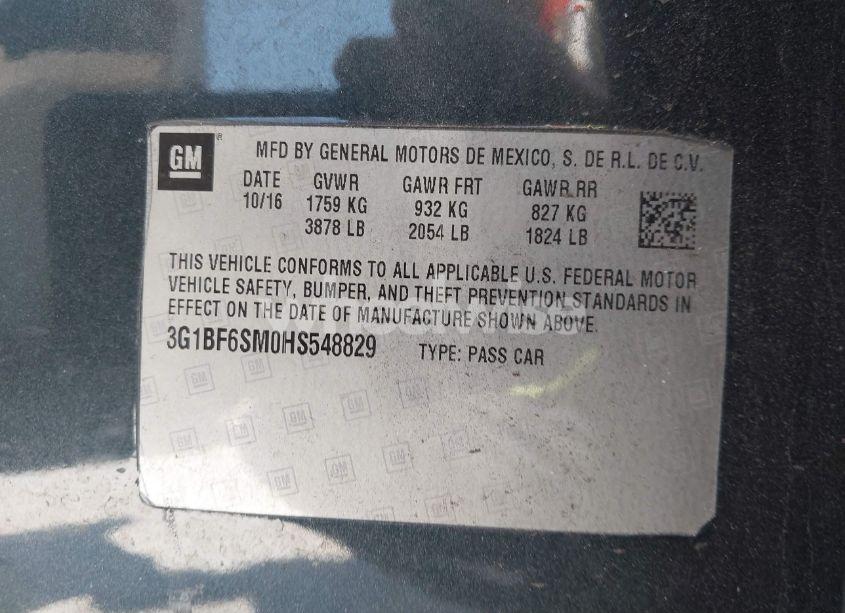 GM ® MFD BY GENERAL MOTORS DE MEXICO, S. DE R.L. DE C.V.
DATE GVWR GAWR FRT GAWR RR
10/16 1759 KG 932 KG 827 KG
3878 LB 2054 LB 1824 LB
THIS VEHICLE CONFORMS TO ALL APPLICABLE U.S. FEDERAL MOTOR
VEHICLE SAFETY, BUMPER, AND THEFT PREVENTION STANDARDS IN
EFFECT ON THE DATE OF MANUFACTURE SHOWN ABOVE.
3G1BF6SM0HS548829 TYPE: PASS CAR